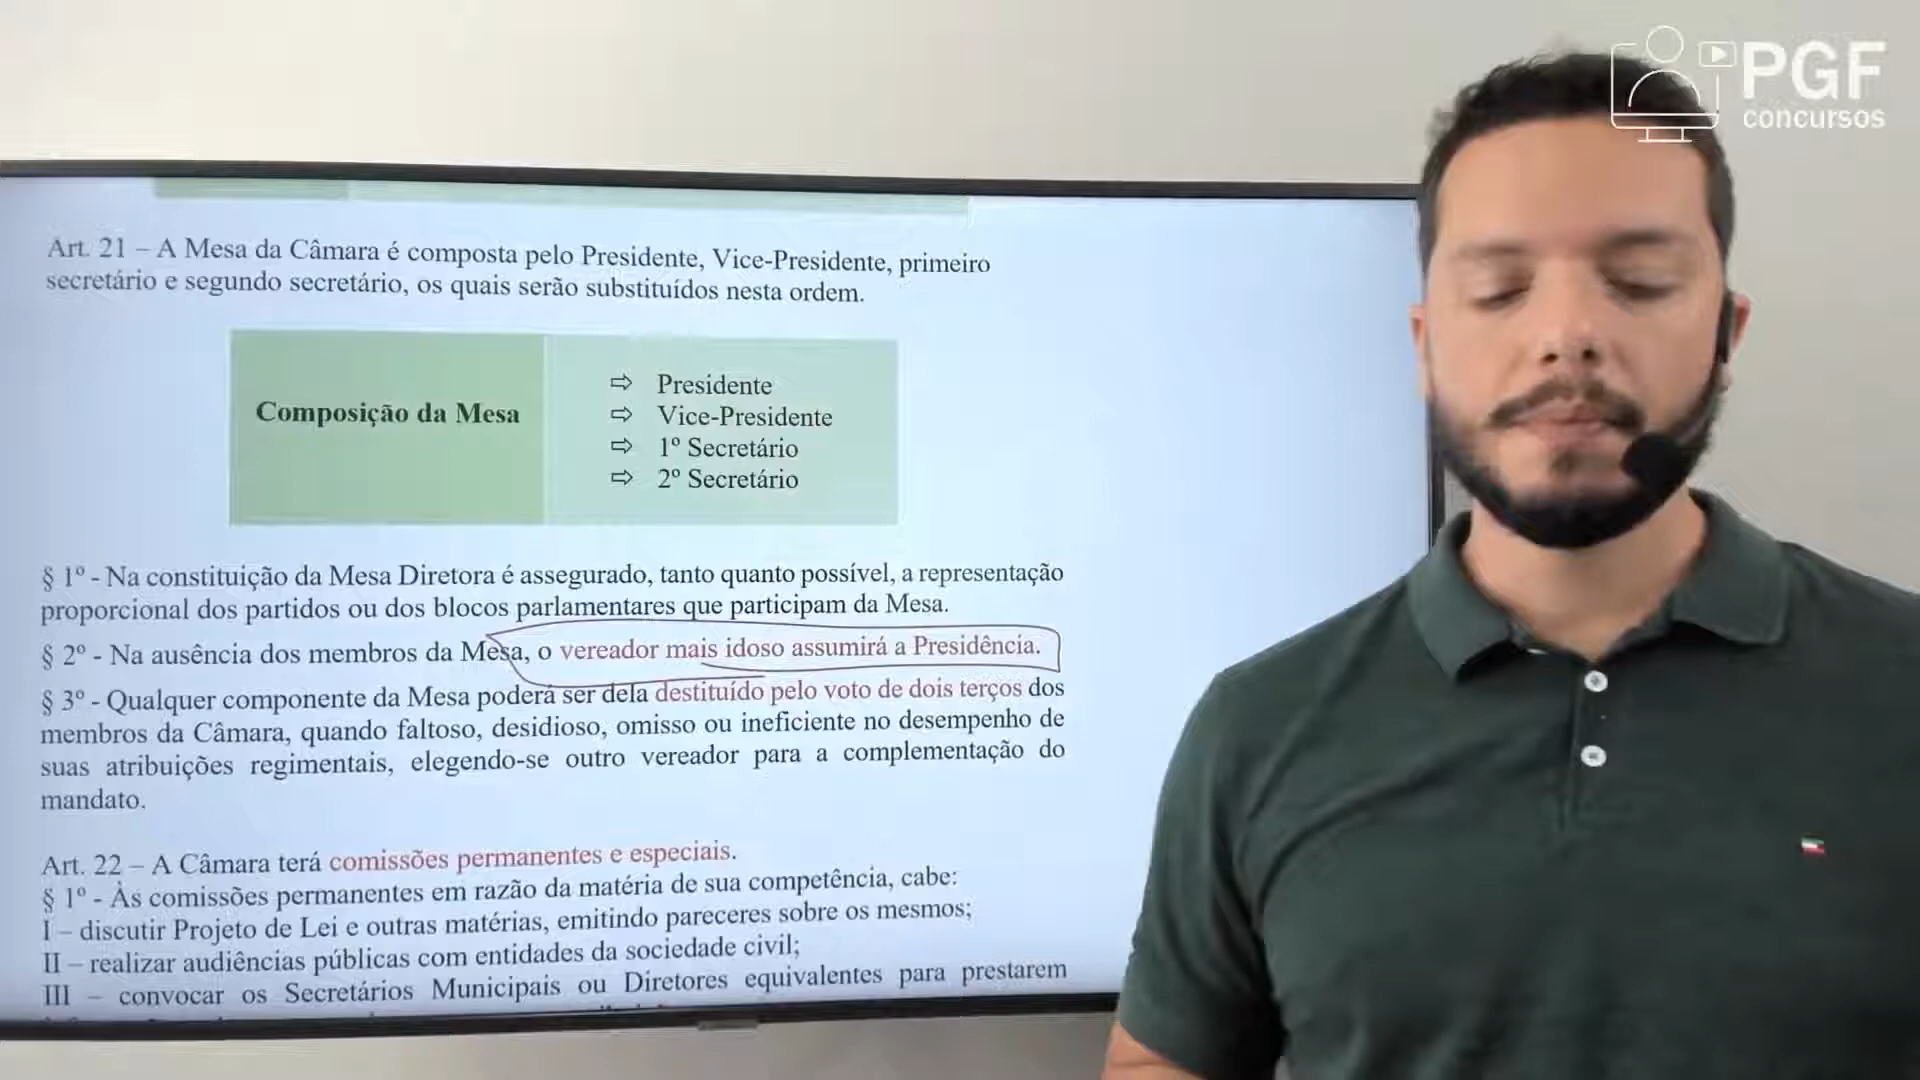 PGF
concursos
Art. 21 – A Mesa da Câmara é composta pelo Presidente, Vice-Presidente, primeiro
secretário e segundo secretário, os quais serão substituídos nesta ordem.
Composição da Mesa
⇨ Presidente
⇨ Vice-Presidente
⇨ 1º Secretário
⇨ 2º Secretário
§ 1º - Na constituição da Mesa Diretora é assegurado, tanto quanto possível, a representação
proporcional dos partidos ou dos blocos parlamentares que participam da Mesa.
§ 2º - Na ausência dos membros da Mesa, o vereador mais idoso assumirá a Presidência.
§ 3º - Qualquer componente da Mesa poderá ser dela destituído pelo voto de dois terços dos
membros da Câmara, quando faltoso, desidioso, omisso ou ineficiente no desempenho de
suas atribuições regimentais, elegendo-se outro vereador para a complementação do
mandato.
Art. 22 – A Câmara terá comissões permanentes e especiais.
§ 1º - Às comissões permanentes em razão da matéria de sua competência, cabe:
I – discutir Projeto de Lei e outras matérias, emitindo pareceres sobre os mesmos;
II – realizar audiências públicas com entidades da sociedade civil;
III – convocar os Secretários Municipais ou Diretores equivalentes para prestarem